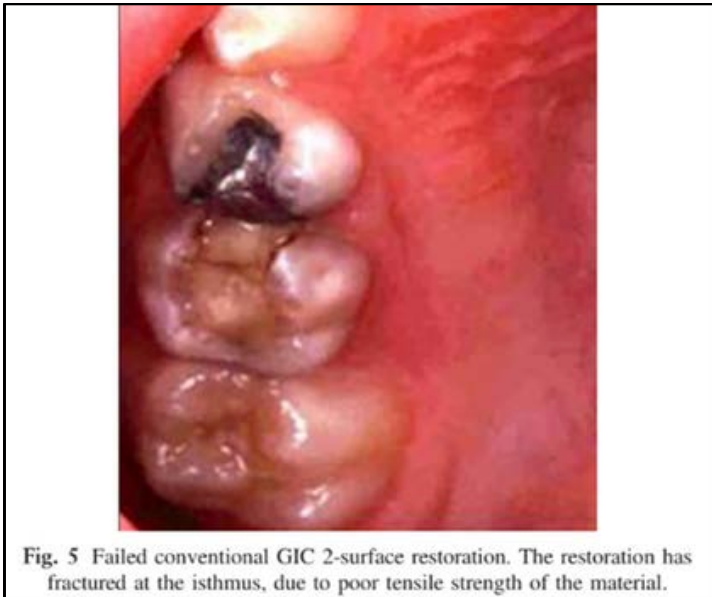 Fig. 5 Failed conventional GIC 2-surface restoration. The restoration has
fractured at the isthmus, due to poor tensile strength of the material.